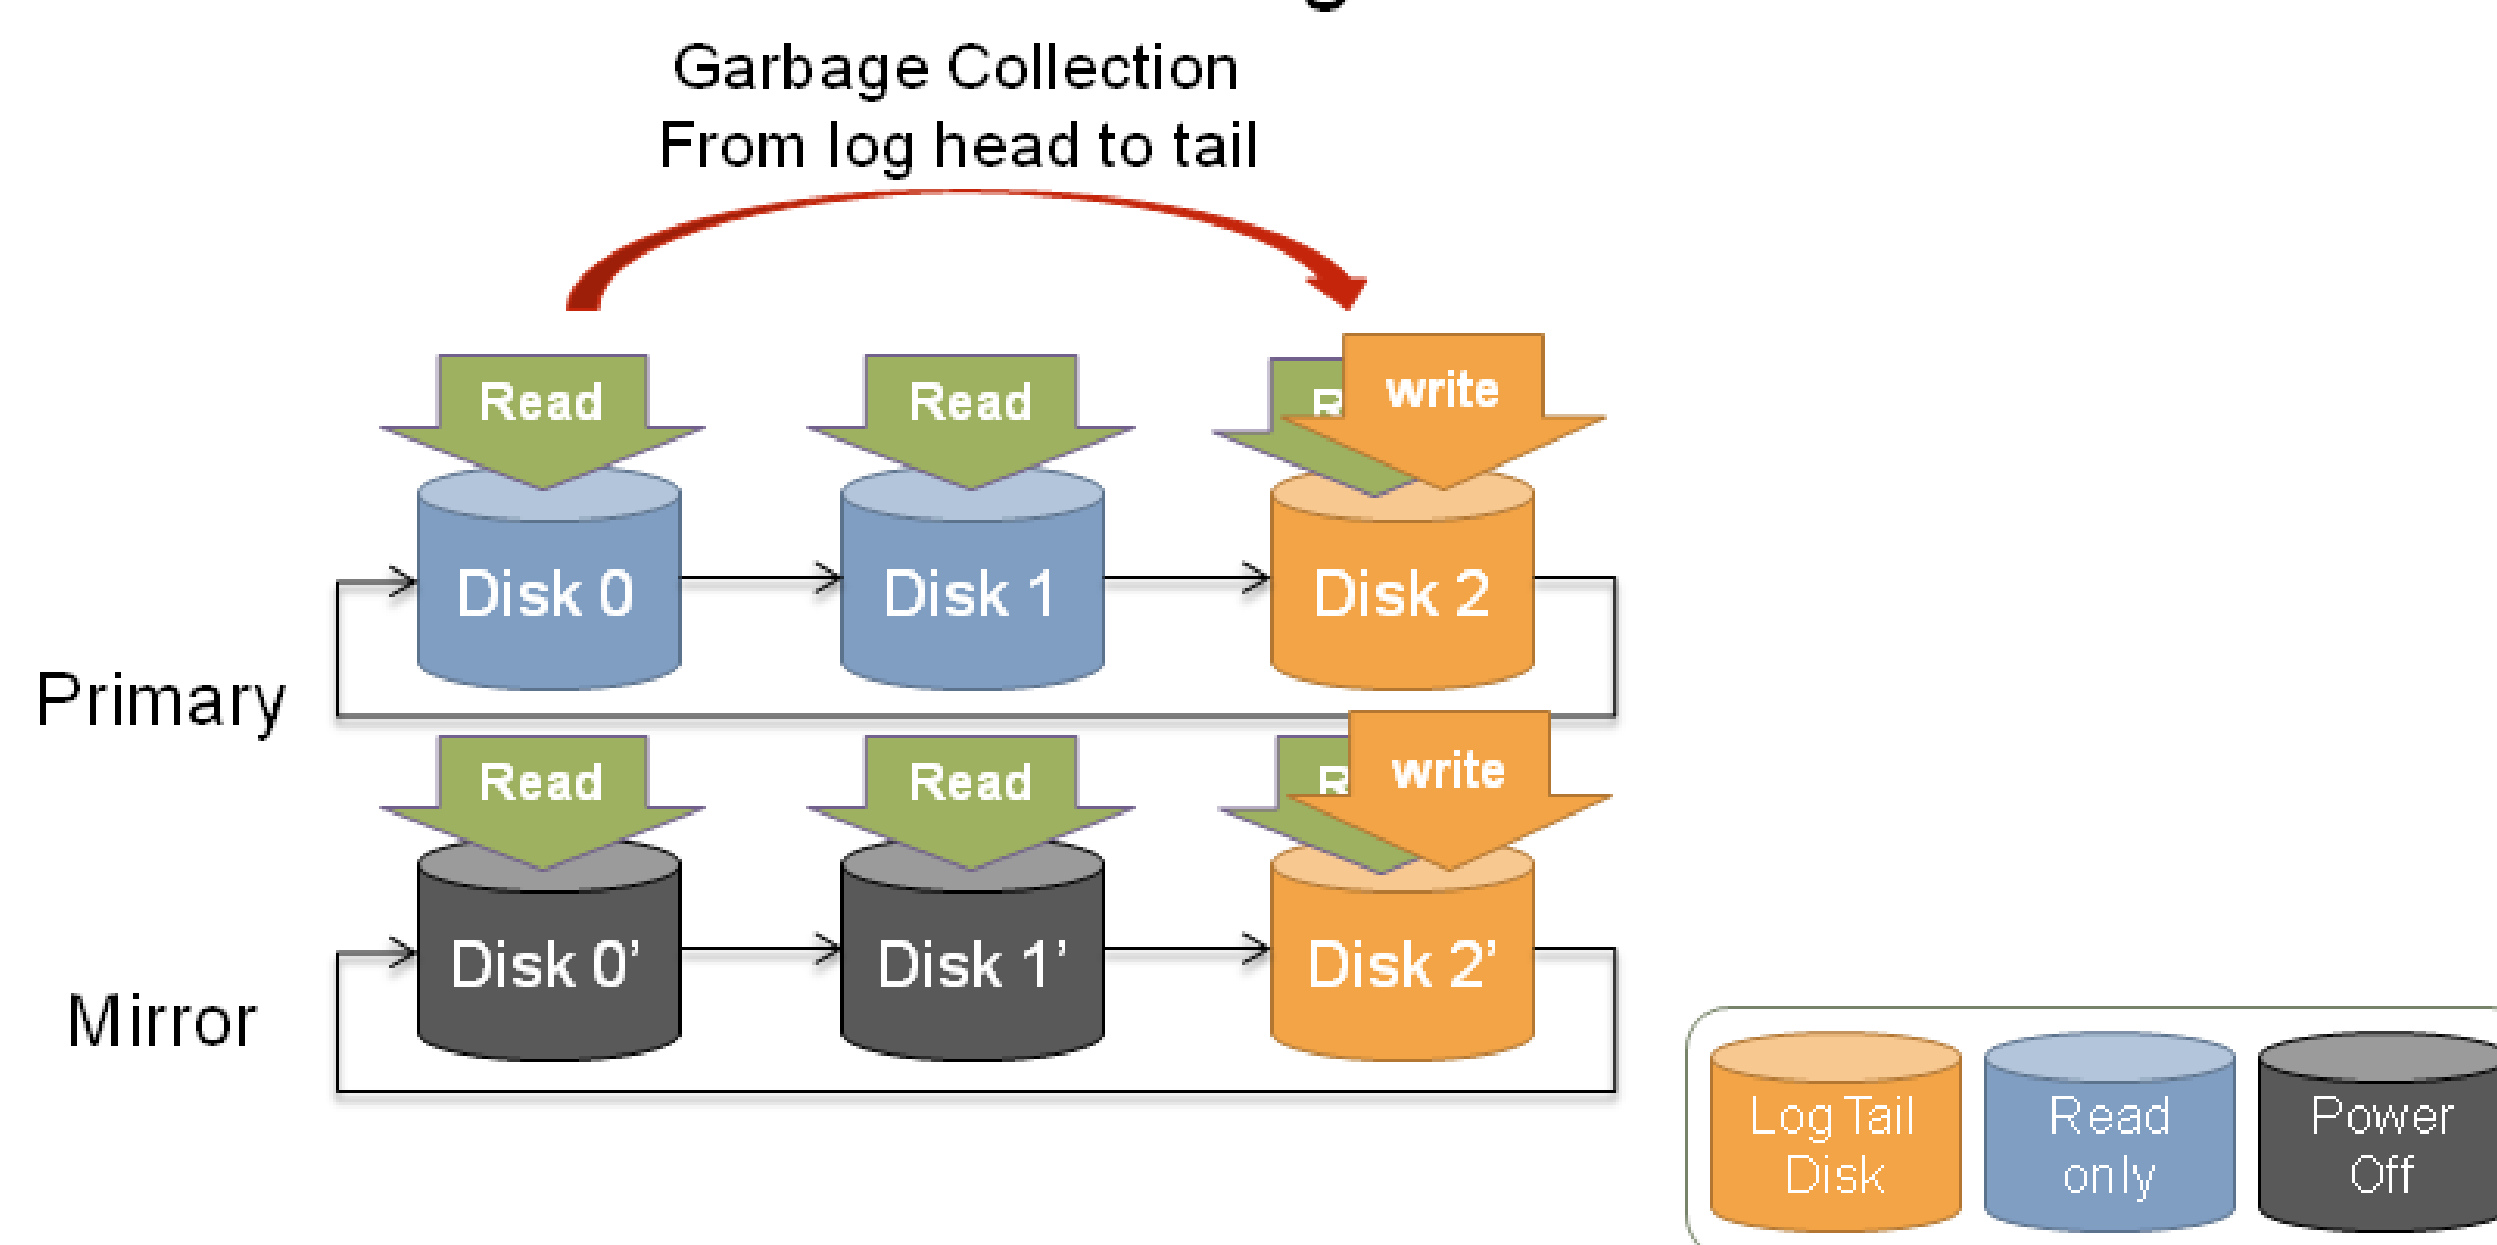 Garbage Collection
From log head to tail
Read
Read
R
write
Disk 0
Disk 1
Disk 2
Primary
Read
Read
R
write
Disk 0’
Disk 1’
Disk 2’
Mirror
Log Tail
Disk
Read
only
Power
Off